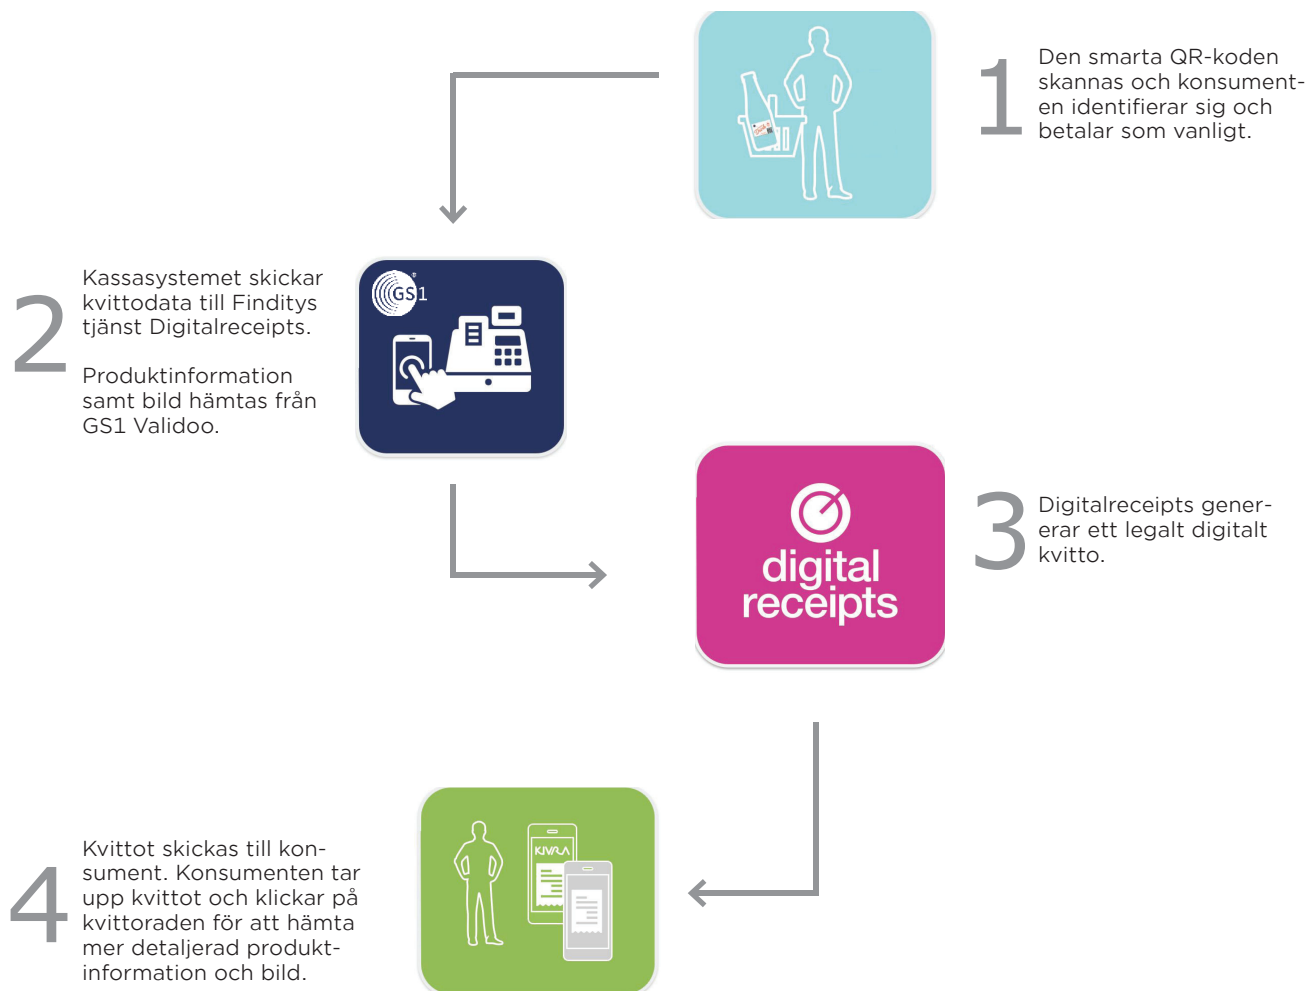 1
Den smarta QR-koden
skannas och konsument-
en identifierar sig och
betalar som vanligt.
2
Kassasystemet skickar
kvittodata till Finditys
tjänst Digitalreceipts.
Produktinformation
samt bild hämtas från
GS1 Validoo.
GS1
®
digital
receipts
3
Digitalreceipts gener-
erar ett legalt digitalt
kvitto.
4
Kvittot skickas till kon-
sument. Konsumenten tar
upp kvittot och klickar på
kvittoraden för att hämta
mer detaljerad produkt-
information och bild.
KIVRA